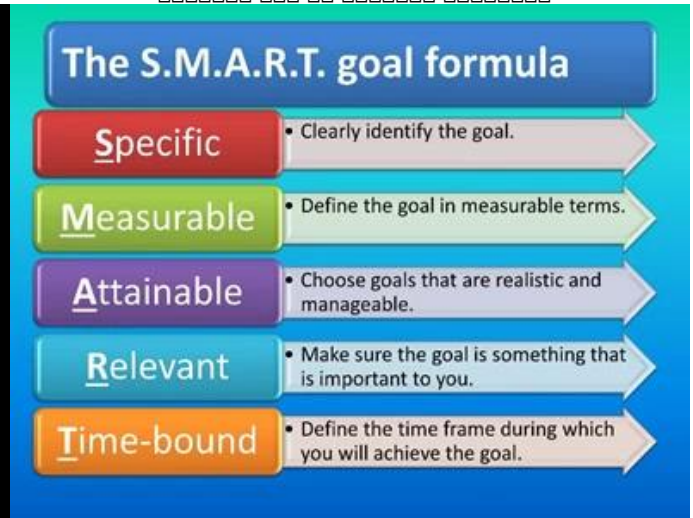 The S.M.A.R.T. goal formula
Specific
• Clearly identify the goal.
Measurable
• Define the goal in measurable terms.
Attainable
• Choose goals that are realistic and
manageable.
Relevant
• Make sure the goal is something that
is important to you.
Time-bound
• Define the time frame during which
you will achieve the goal.